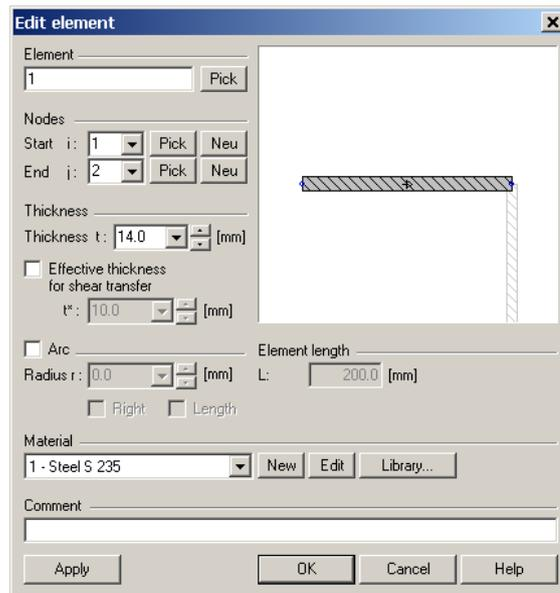 Edit element
Element
1 Pick
Nodes
Start i: 1 Pick Neu
End j: 2 Pick Neu
Thickness
Thickness t: 14.0 [mm]
Effective thickness
for shear transfer
t*: 10.0 [mm]
Arc
Radius r: 0.0 [mm]
Right Length
Element length
L: 200.0 [mm]
Material
1 - Steel S 235 New Edit Library...
Comment
Apply OK Cancel Help